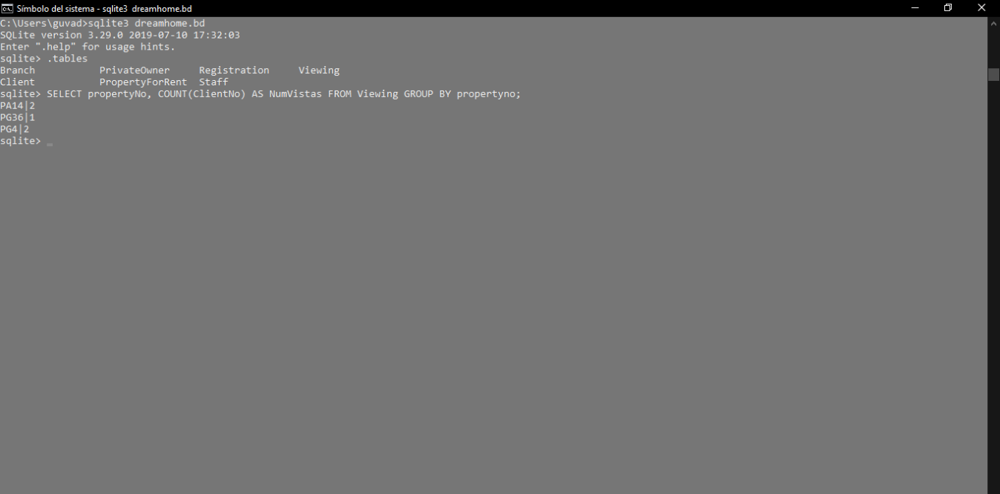 Símbolo del sistema - sqlite3 dreamhome.bd
C:\Users\guvad>sqlite3 dreamhome.bd
SQLite version 3.29.0 2019-07-10 17:32:03
Enter ".help" for usage hints.
sqlite> .tables
Branch           PrivateOwner     Registration     Viewing
Client           PropertyForRent  Staff
sqlite> SELECT propertyNo, COUNT(ClientNo) AS NumVistas FROM Viewing GROUP BY propertyno;
PA14|2
PG36|1
PG4|2
sqlite>